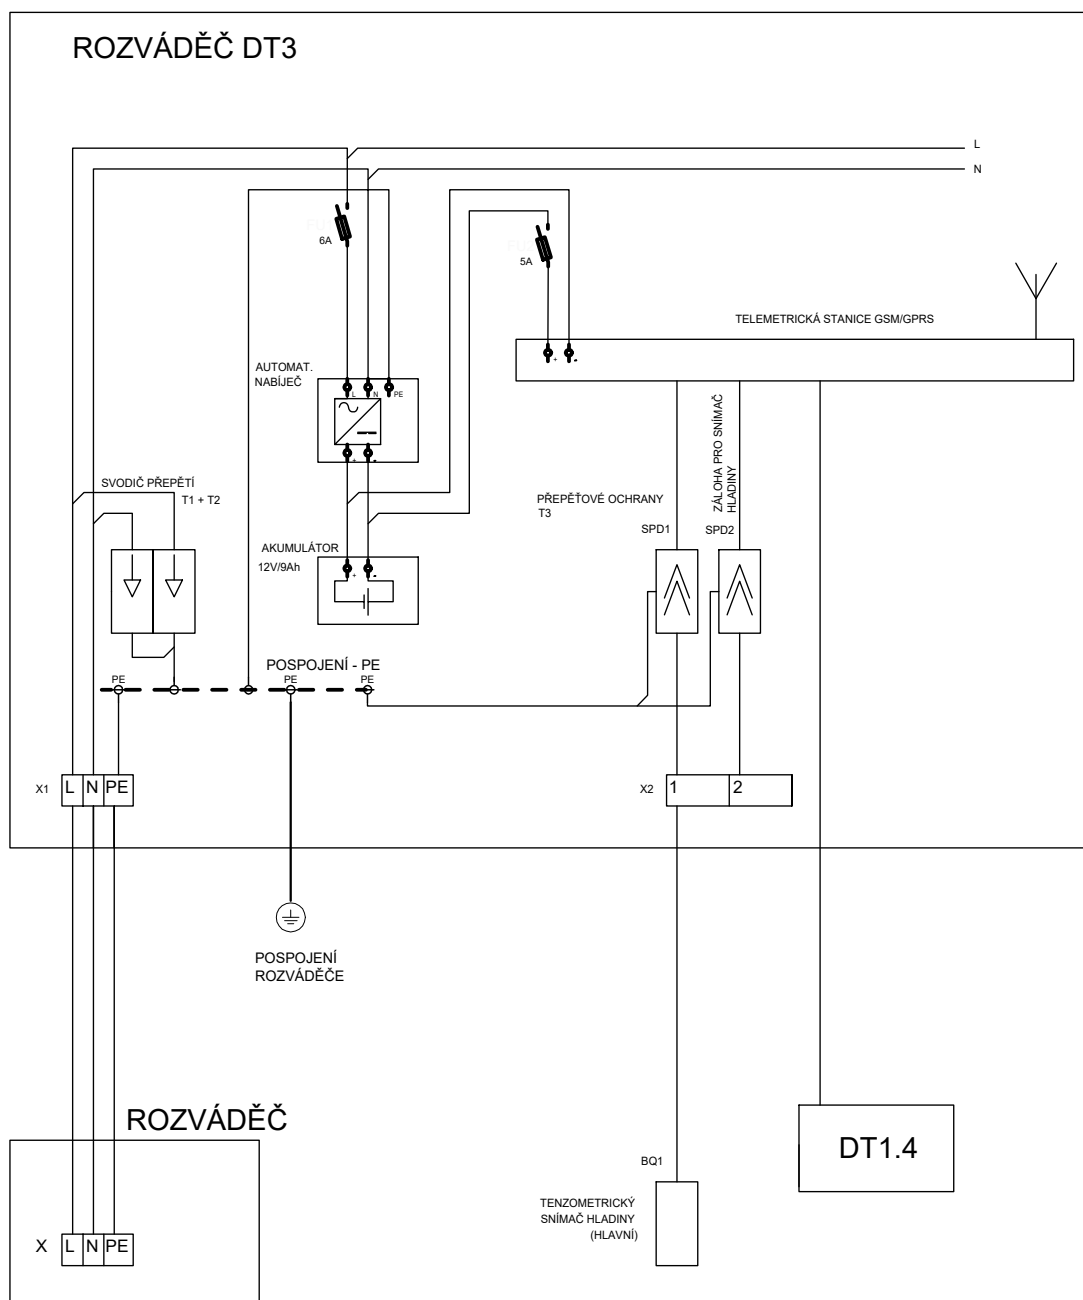 ROZVÁDĚČ DT3
L
N
6A
5A
TELEMETRICKÁ STANICE GSM/GPRS
+ -
AUTOMAT.
NABÍJEČ
L N PE
+ -
SVODIČ PŘEPĚTÍ
T1 + T2
PŘEPĚŤOVÉ OCHRANY
T3
ZÁLOHA PRO SNÍMAČ
HLADINY
SPD1
SPD2
AKUMULÁTOR
12V/9Ah
+ -
POSPOJENÍ - PE
PE
PE
PE
X1 L N PE
X2 1 2
POSPOJENÍ
ROZVÁDĚČE
ROZVÁDĚČ
DT1.4
BQ1
TENZOMETRICKÝ
SNÍMAČ HLADINY
(HLAVNÍ)
X L N PE